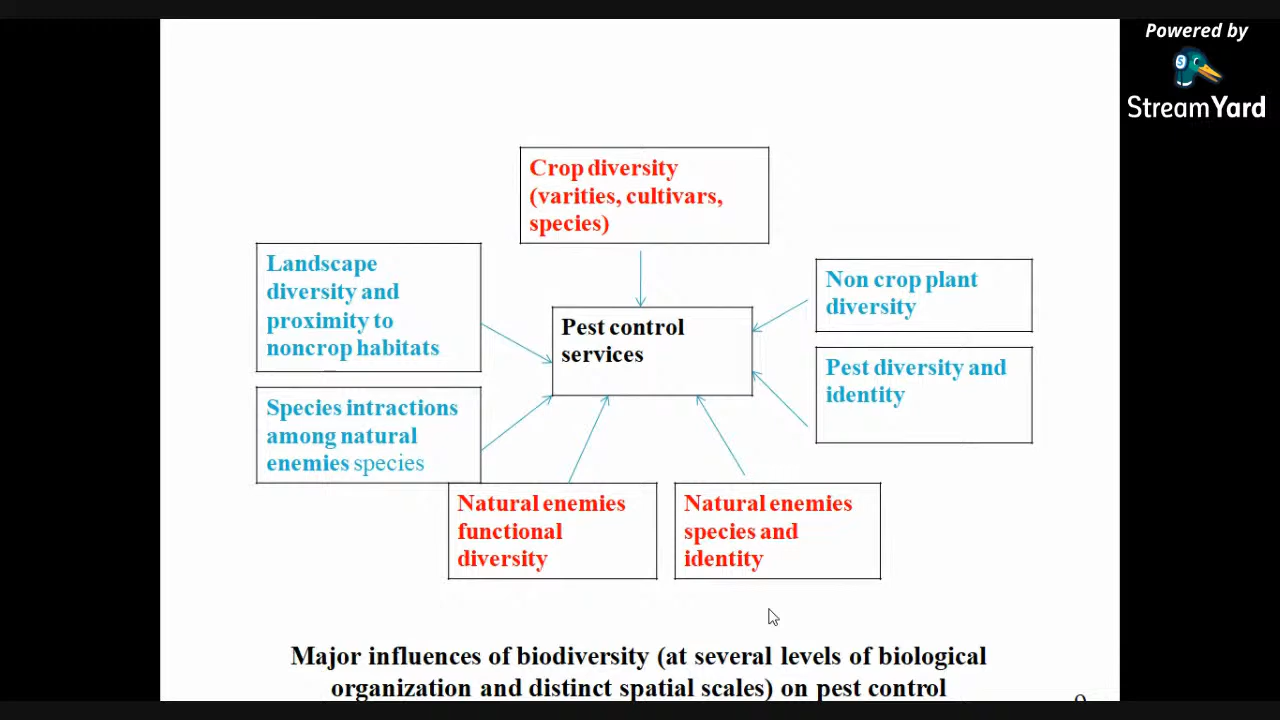 Powered by
StreamYard
Crop diversity
(varities, cultivars,
species)
Landscape
diversity and
proximity to
noncrop habitats
Non crop plant
diversity
Pest control
services
Pest diversity and
identity
Species intractions
among natural
enemies species
Natural enemies
functional
diversity
Natural enemies
species and
identity
Major influences of biodiversity (at several levels of biological
organization and distinct spatial scales) on pest control